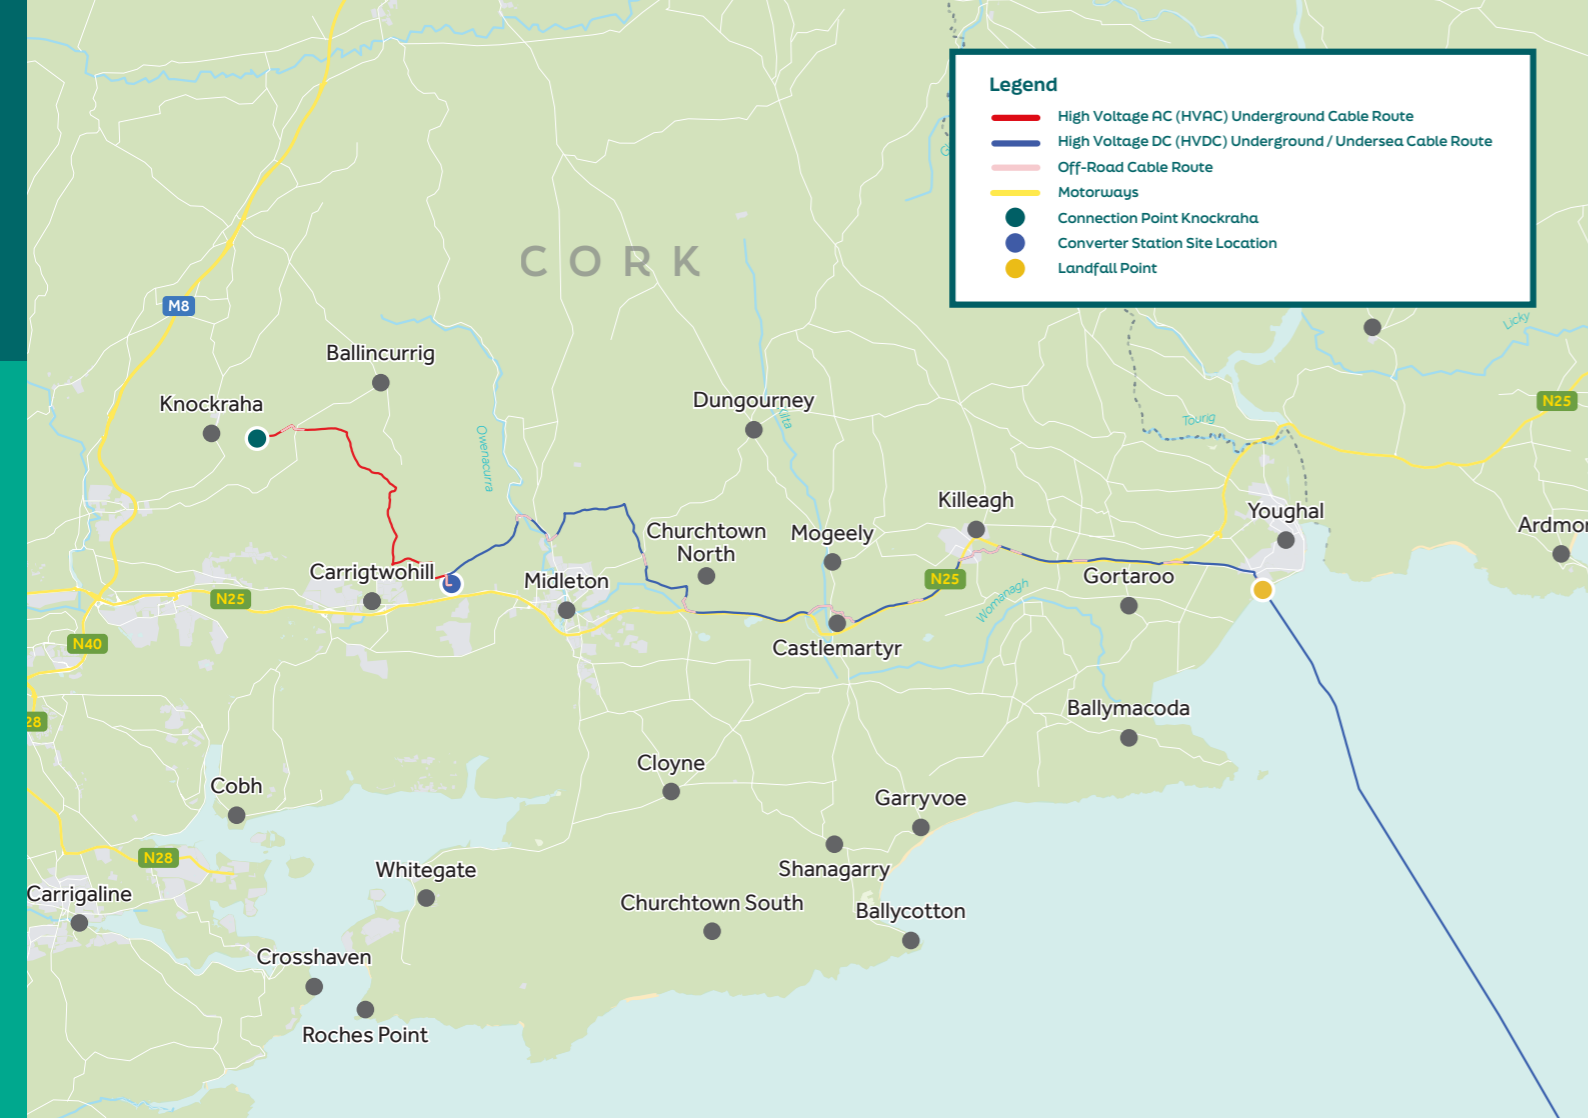 Legend
High Voltage AC (HVAC) Underground Cable Route
High Voltage DC (HVDC) Underground / Undersea Cable Route
Off-Road Cable Route
Motorways
Connection Point Knockraha
Converter Station Site Location
Landfall Point
CORK
M8
Licky
Ballincurrig
Knockraha
Dungourney
N25
Tourig
Owenacurra
Killeagh
Youghal
Churchtown
North
Mogeely
Ardmor
Carrigtwohill
Midleton
N25
Gortaroo
N25
Womanagh
N40
Castlemartyr
28
Ballymacoda
Cloyne
Cobh
Garryvoe
N28
Whitegate
Shanagarry
Carrigaline
Churchtown South
Ballycotton
Crosshaven
Roches Point